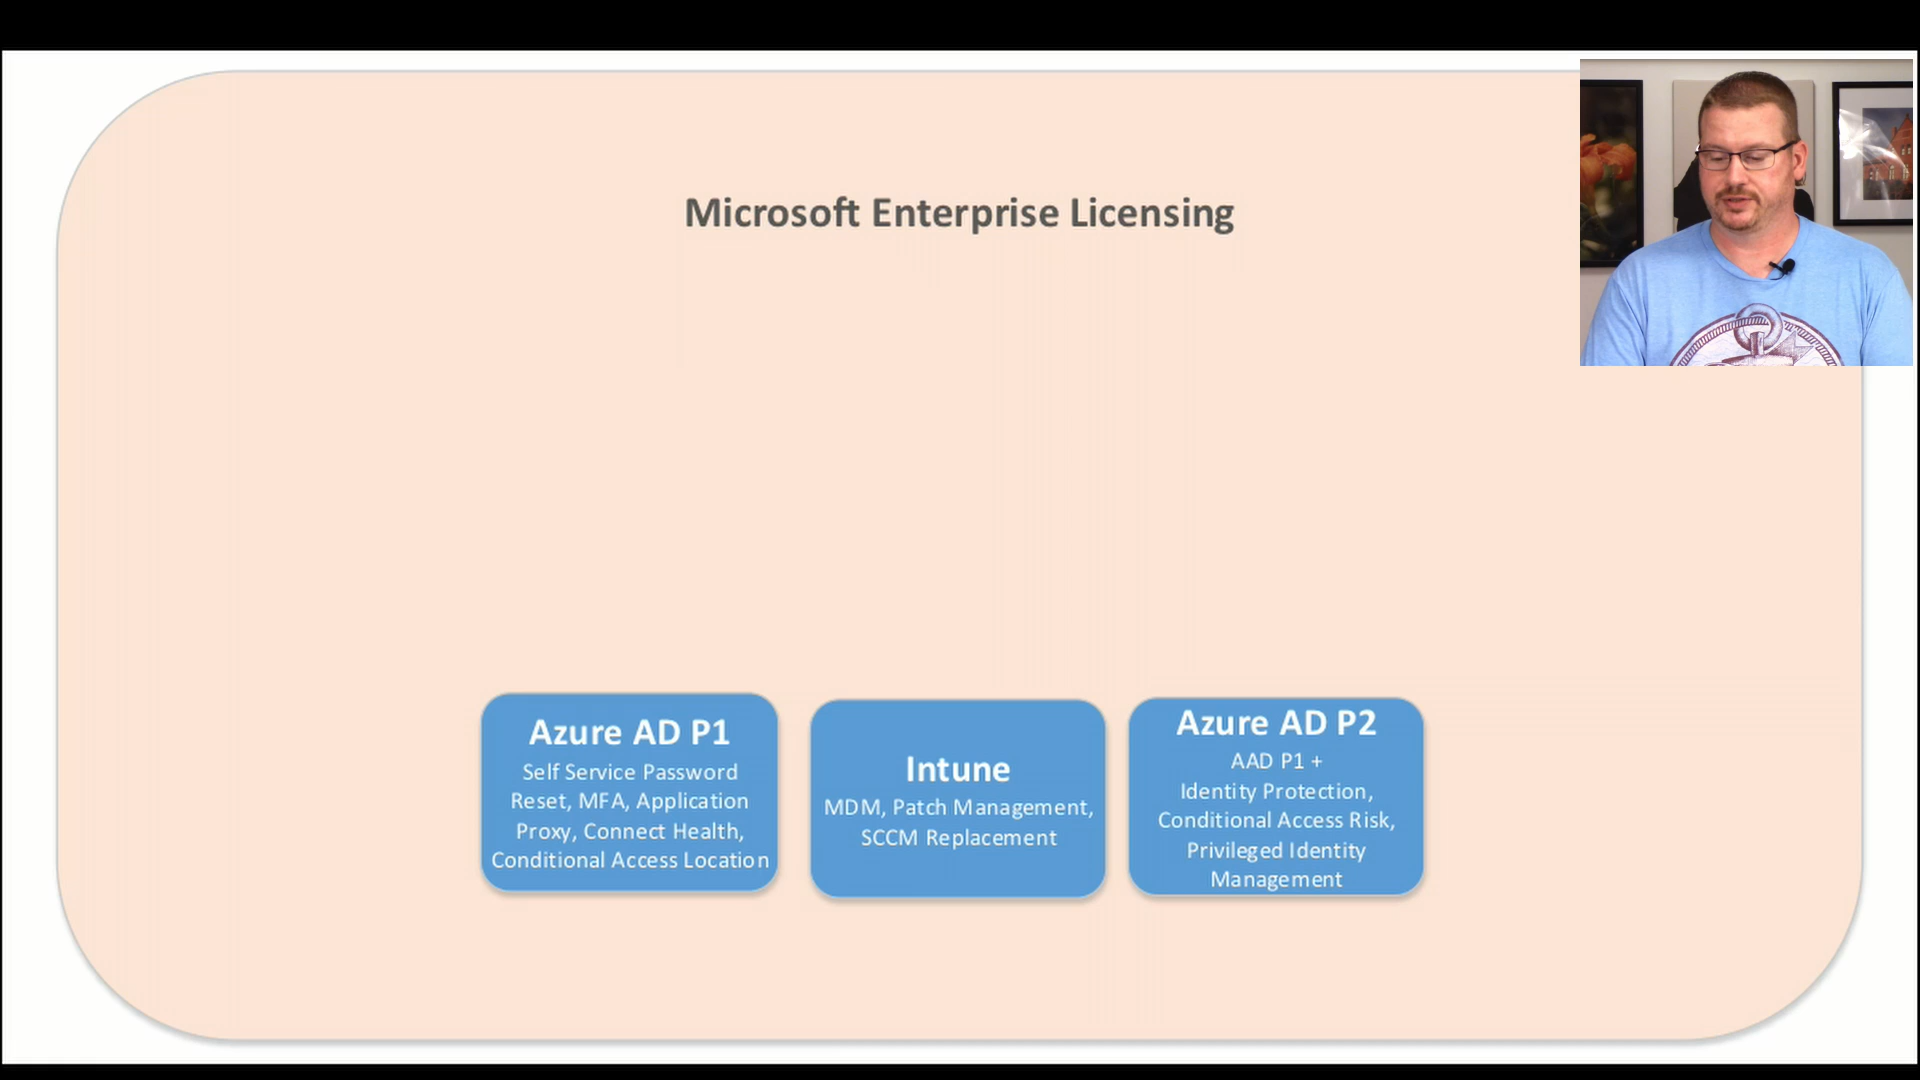 Microsoft Enterprise Licensing
Azure AD P1
Self Service Password
Reset, MFA, Application
Proxy, Connect Health,
Conditional Access Location
Intune
MDM, Patch Management,
SCCM Replacement
Azure AD P2
AAD P1 +
Identity Protection,
Conditional Access Risk,
Privileged Identity
Management